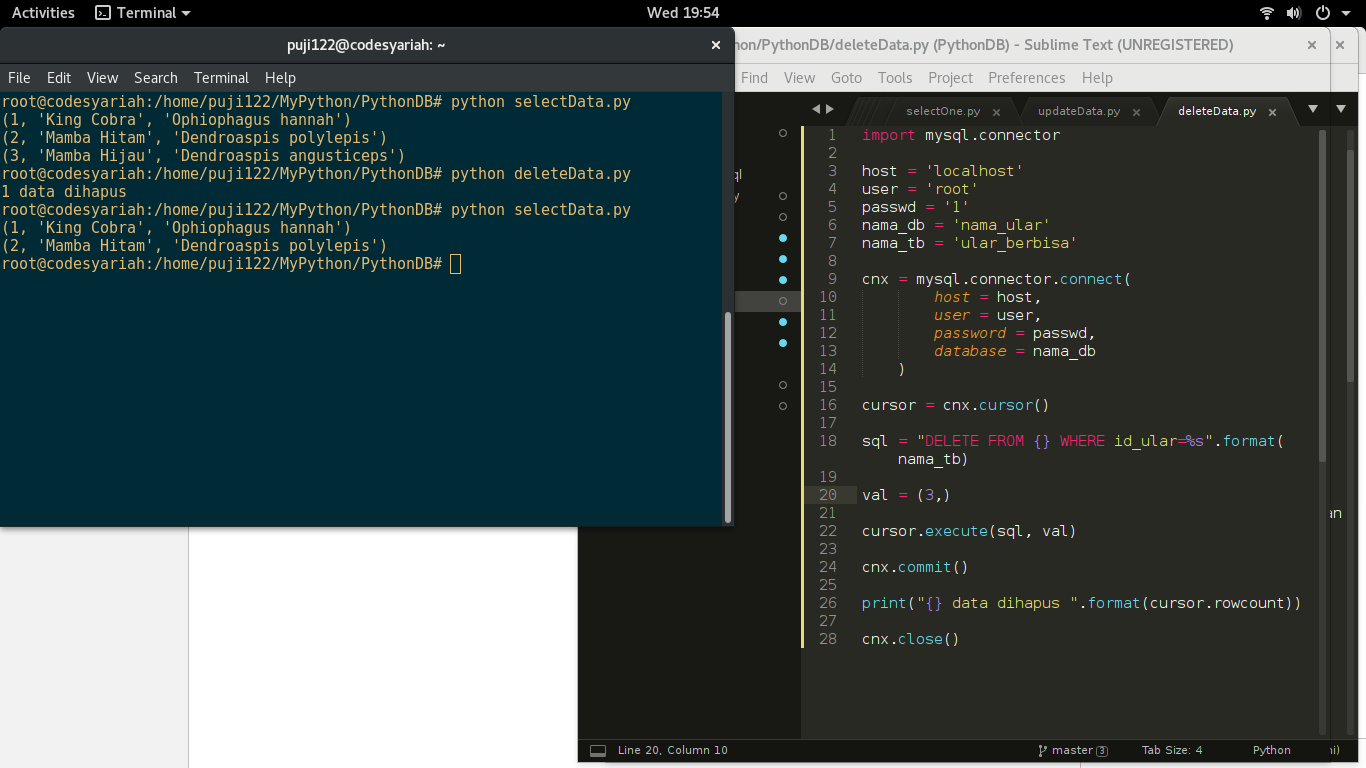 Activities Terminal Wed 19:54
puji122@codesyariah: ~
File Edit View Search Terminal Help
root@codesyariah:/home/puji122/MyPython/PythonDB# python selectData.py
(1, 'King Cobra', 'Ophiophagus hannah')
(2, 'Mamba Hitam', 'Dendroaspis polylepis')
(3, 'Mamba Hijau', 'Dendroaspis angusticeps')
root@codesyariah:/home/puji122/MyPython/PythonDB# python deleteData.py
1 data dihapus
root@codesyariah:/home/puji122/MyPython/PythonDB# python selectData.py
(1, 'King Cobra', 'Ophiophagus hannah')
(2, 'Mamba Hitam', 'Dendroaspis polylepis')
root@codesyariah:/home/puji122/MyPython/PythonDB#
hon/PythonDB/deleteData.py (PythonDB) - Sublime Text (UNREGISTERED)
Find View Goto Tools Project Preferences Help
selectOne.py updateData.py deleteData.py
1 import mysql.connector
2
3 host = 'localhost'
4 user = 'root'
5 passwd = '1'
6 nama_db = 'nama_ular'
7 nama_tb = 'ular_berbisa'
8
9 cnx = mysql.connector.connect(
10 host = host,
11 user = user,
12 password = passwd,
13 database = nama_db
14 )
15
16 cursor = cnx.cursor()
17
18 sql = "DELETE FROM {} WHERE id_ular=%s".format(
nama_tb)
19
20 val = (3,)
21
22 cursor.execute(sql, val)
23
24 cnx.commit()
25
26 print("{} data dihapus ".format(cursor.rowcount))
27
28 cnx.close()
ql
y
an
Line 20, Column 10 master 3 Tab Size: 4 Python